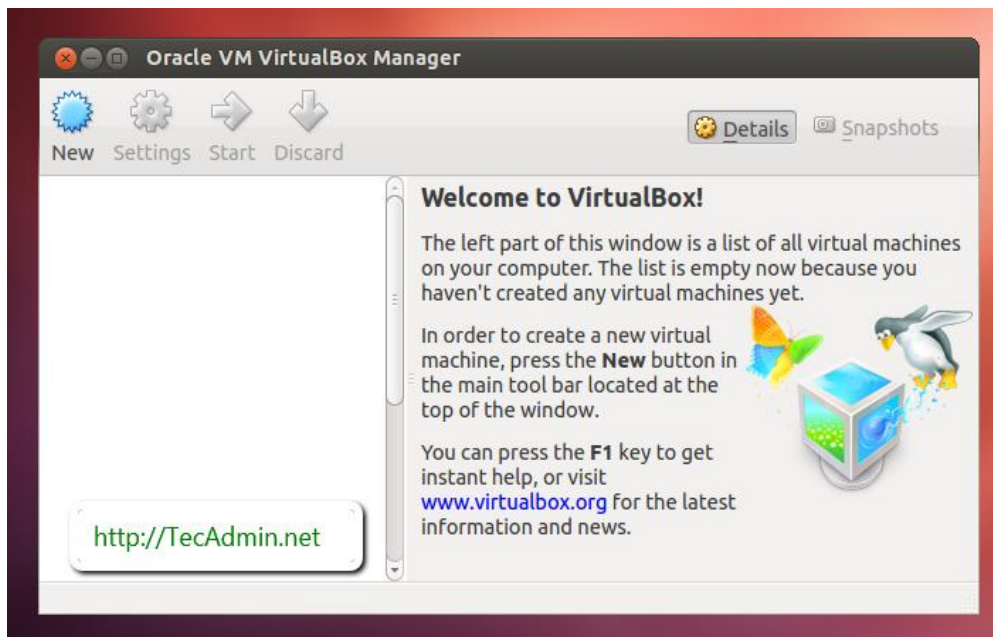 Oracle VM VirtualBox Manager
New Settings Start Discard
Details Snapshots
Welcome to VirtualBox!
The left part of this window is a list of all virtual machines
on your computer. The list is empty now because you
haven't created any virtual machines yet.
In order to create a new virtual
machine, press the New button in
the main tool bar located at the
top of the window.
You can press the F1 key to get
instant help, or visit
www.virtualbox.org for the latest
information and news.
http://TecAdmin.net